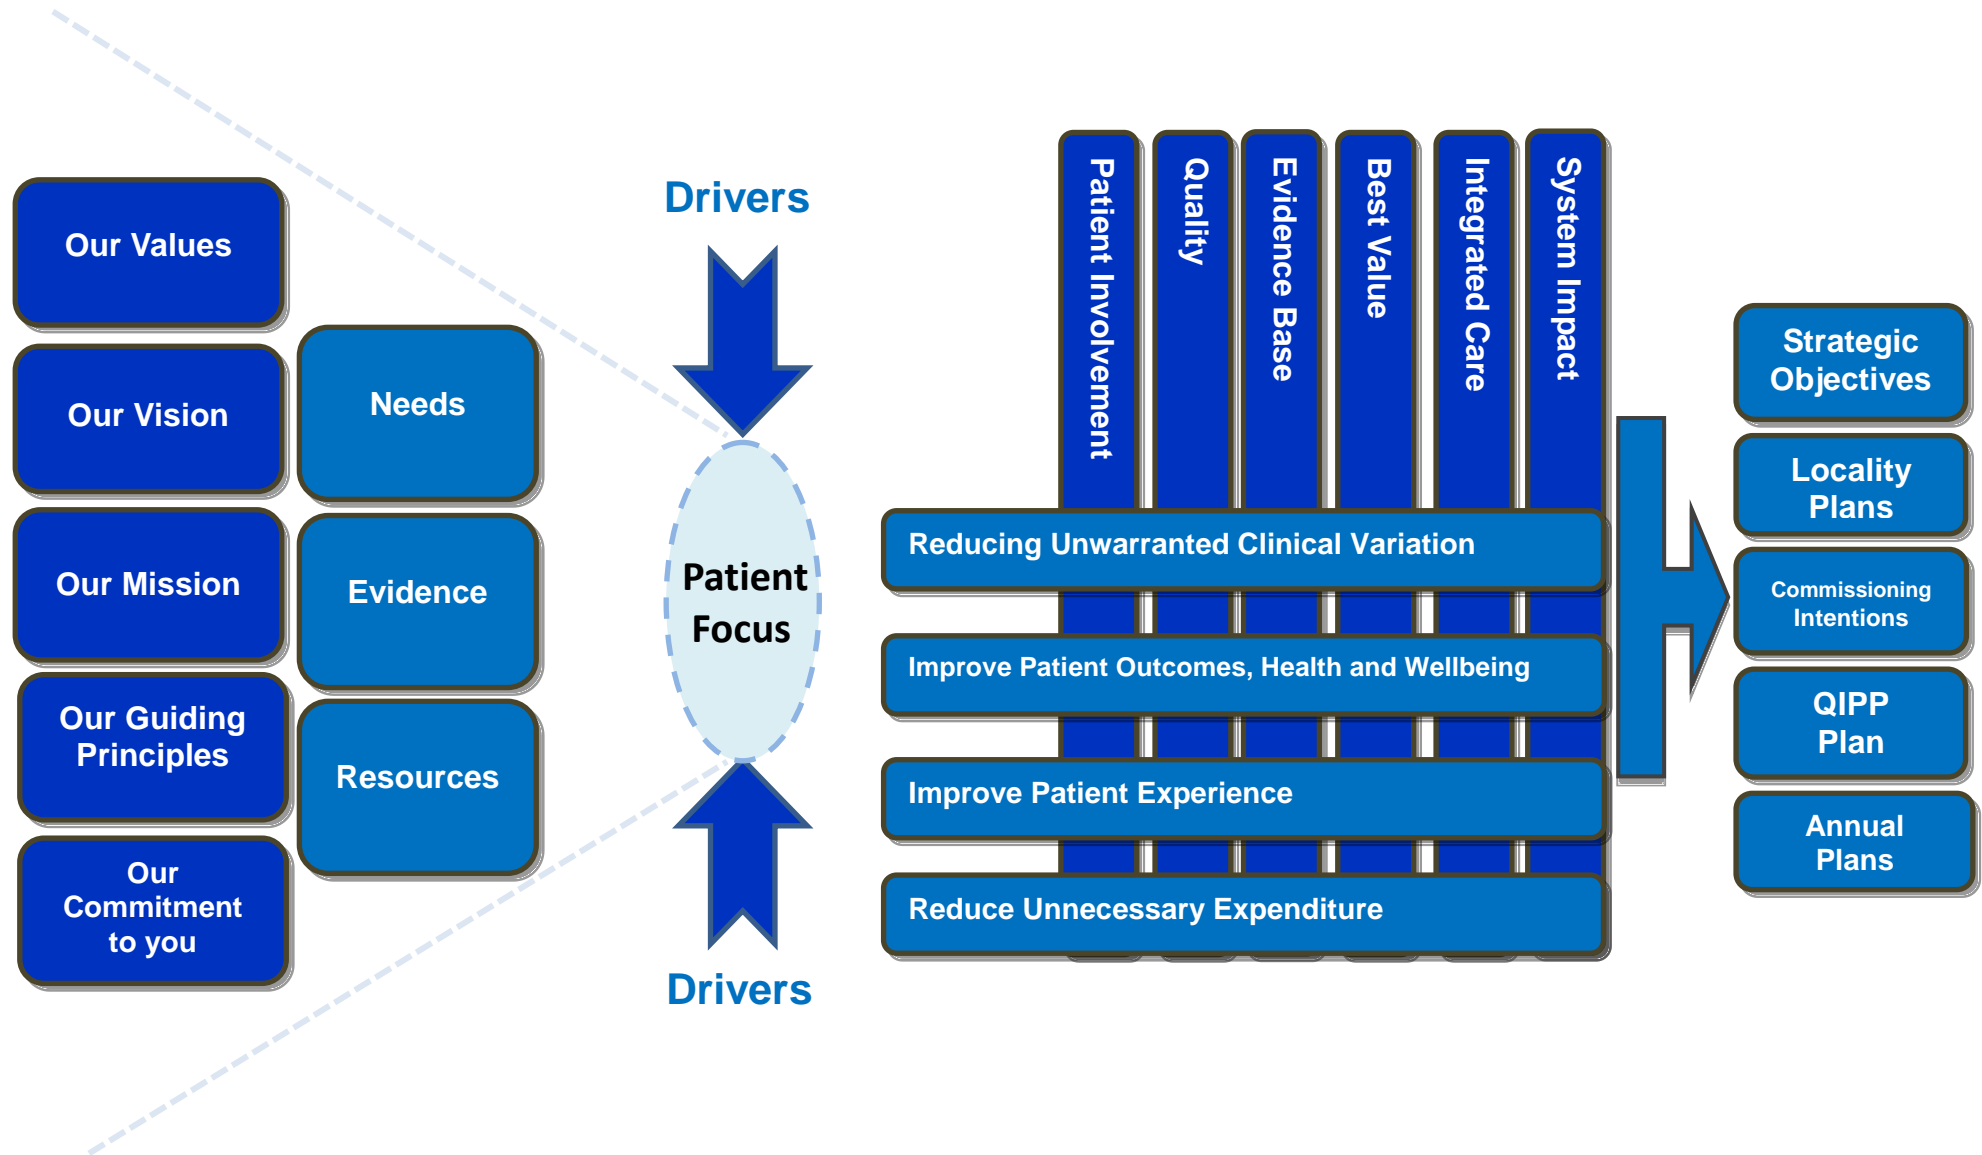 Our Values
Our Vision
Our Mission
Our Guiding
Principles
Our
Commitment
to you
Needs
Evidence
Resources
Drivers
Patient
Focus
Drivers
Patient Involvement
Quality
Evidence Base
Best Value
Integrated Care
System Impact
Reducing Unwarranted Clinical Variation
Improve Patient Outcomes, Health and Wellbeing
Improve Patient Experience
Reduce Unnecessary Expenditure
Strategic
Objectives
Locality
Plans
Commissioning
Intentions
QIPP
Plan
Annual
Plans